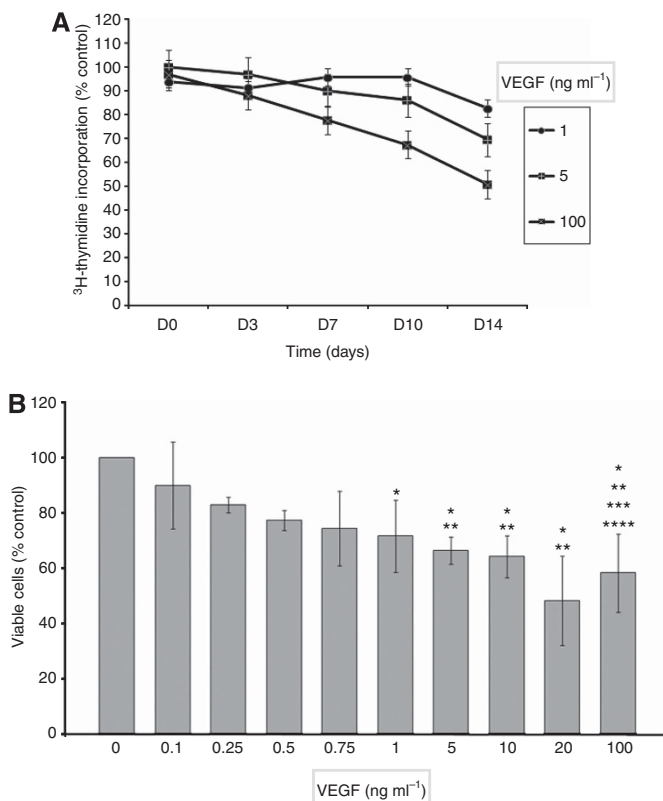 A
120
110
100
90
80
70
60
50
40
30
20
10
0
³H-thymidine incorporation (% control)
D0 D3 D7 D10 D14
Time (days)
VEGF (ng ml⁻¹)
1
5
100
B
120
100
80
60
40
20
0
Viable cells (% control)
* * * * *
** ** ** **
***
****
0 0.1 0.25 0.5 0.75 1 5 10 20 100
VEGF (ng ml⁻¹)